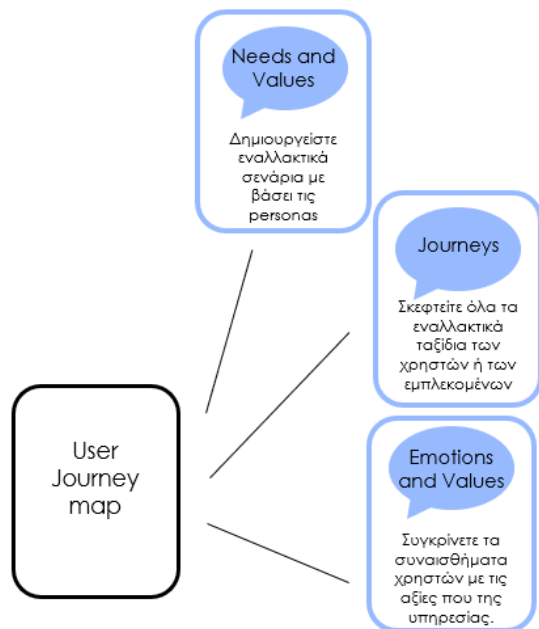 Needs and
Values
Δημιουργείστε
εναλλακτικά
σενάρια με
βάσει τις
personas
Journeys
Σκεφτείτε όλα τα
εναλλακτικά
ταξίδια των
χρηστών ή των
εμπλεκομένων
User
Journey
map
Emotions
and Values
Συγκρίνετε τα
συναισθήματα
χρηστών με τις
αξίες που της
υπηρεσίας.